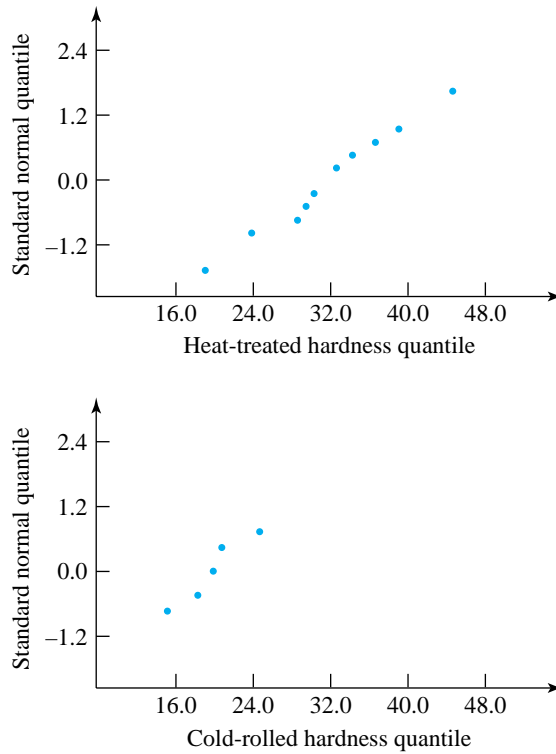 Standard normal quantile
2.4
1.2
0.0
−1.2
16.0 24.0 32.0 40.0 48.0
Heat-treated hardness quantile
Standard normal quantile
2.4
1.2
0.0
−1.2
16.0 24.0 32.0 40.0 48.0
Cold-rolled hardness quantile